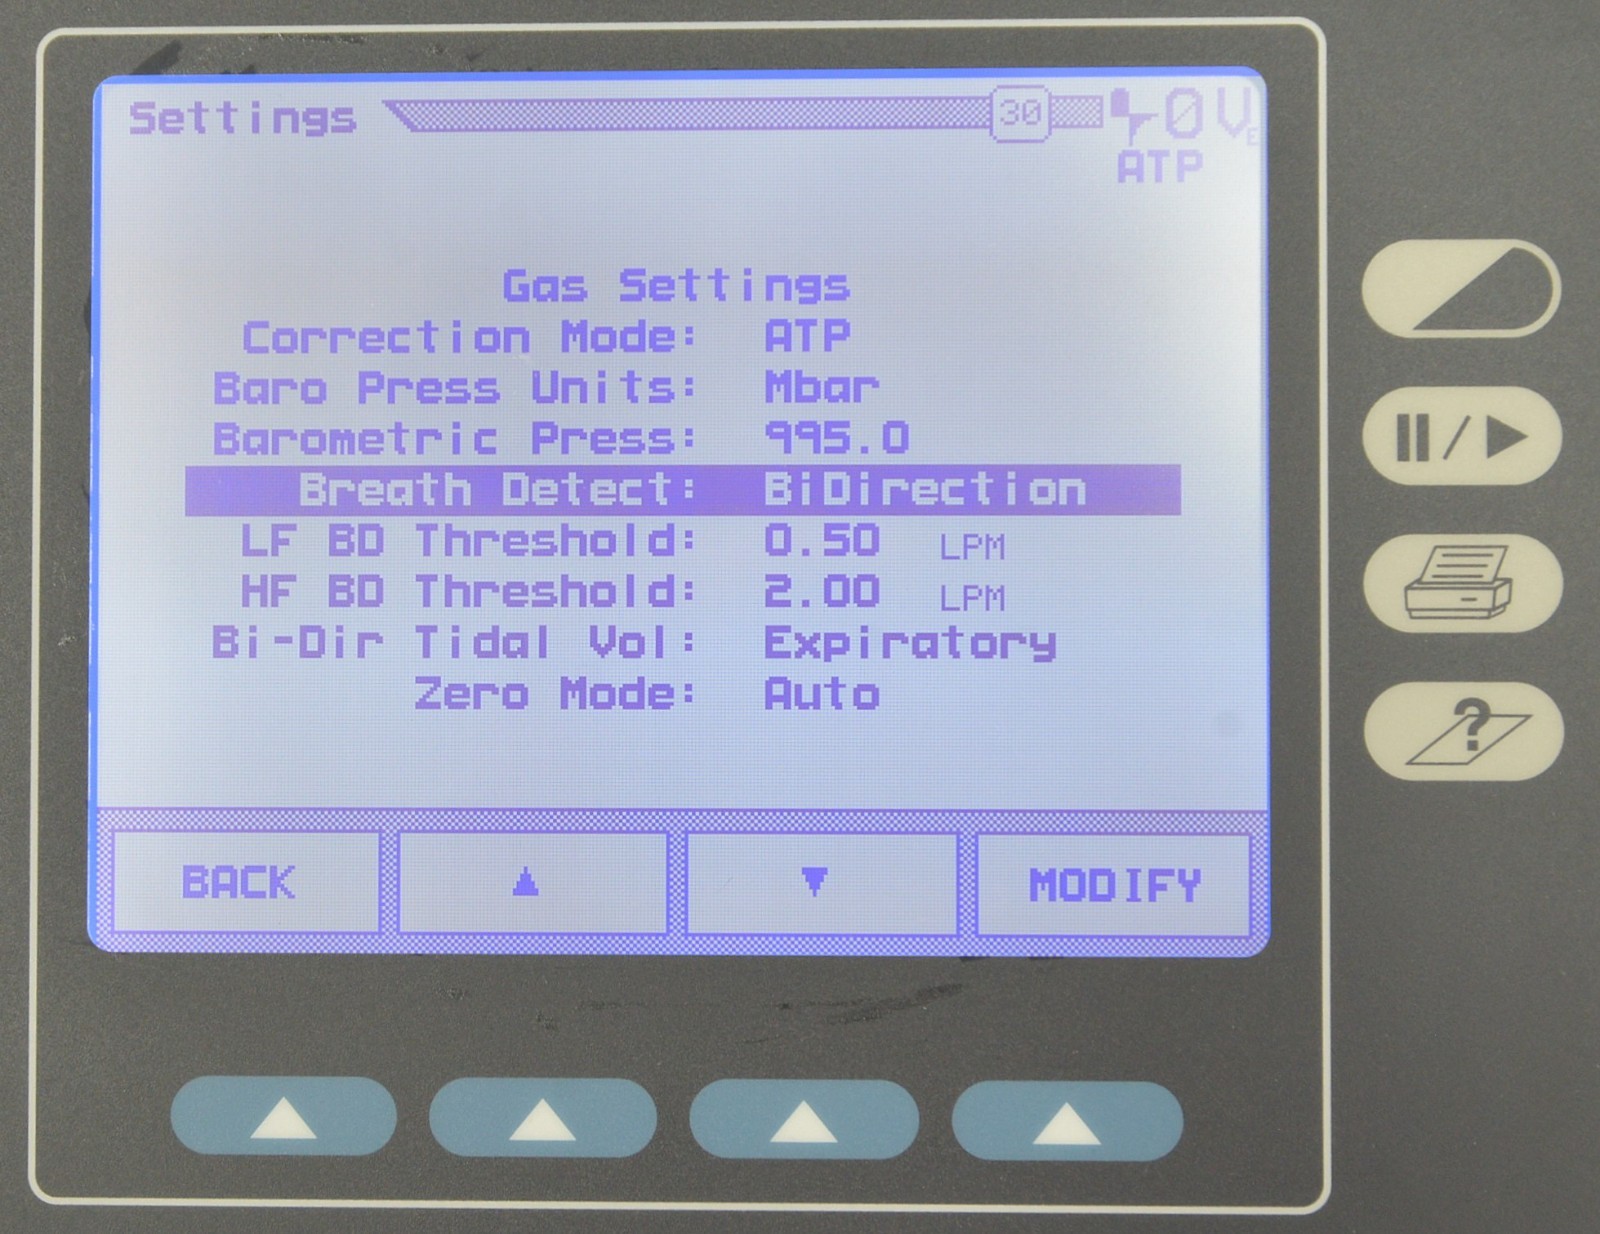 Settings 30 0 VE
ATP
Gas Settings
Correction Mode: ATP
Baro Press Units: Mbar
Barometric Press: 995.0
Breath Detect: BiDirection
LF BD Threshold: 0.50 LPM
HF BD Threshold: 2.00 LPM
Bi-Dir Tidal Vol: Expiratory
Zero Mode: Auto
BACK ▲ ▼ MODIFY